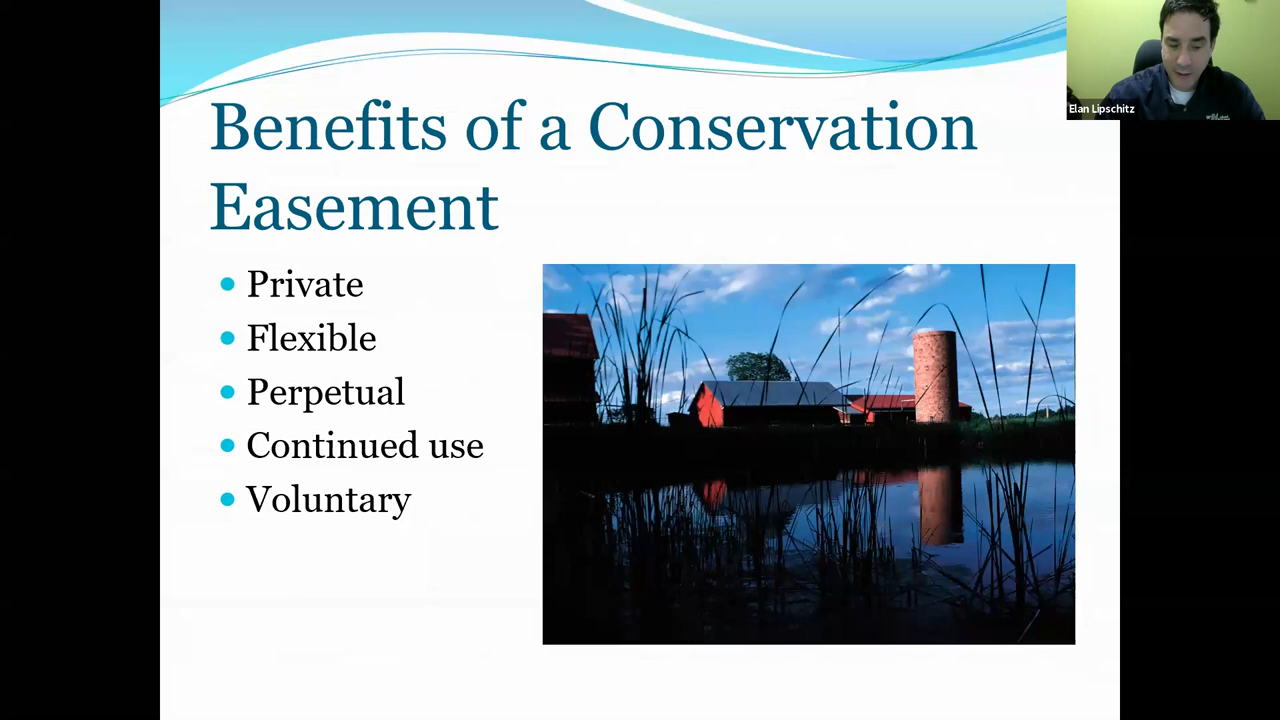 Benefits of a Conservation
Easement
Private
Flexible
Perpetual
Continued use
Voluntary
Elan Lipschitz